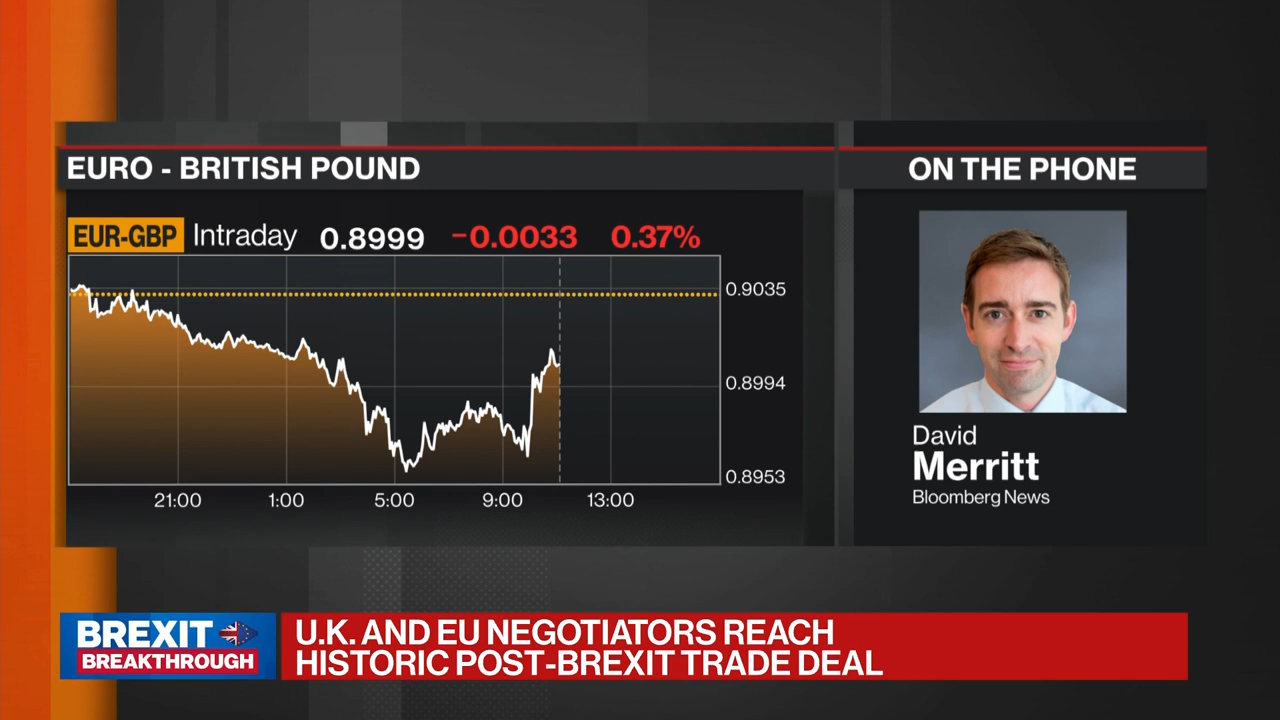 EURO - BRITISH POUND
EUR-GBP Intraday 0.8999 -0.0033 0.37%
0.9035
0.8994
0.8953
21:00 1:00 5:00 9:00 13:00
ON THE PHONE
David
Merritt
Bloomberg News
BREXIT
BREAKTHROUGH
U.K. AND EU NEGOTIATORS REACH
HISTORIC POST-BREXIT TRADE DEAL